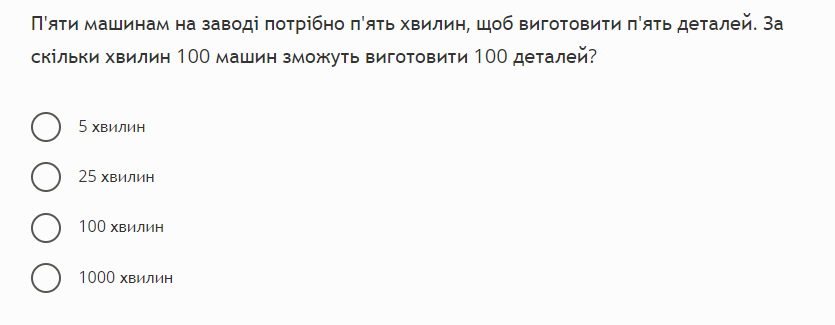 П'яти машинам на заводі потрібно п'ять хвилин, щоб виготовити п'ять деталей. За
скільки хвилин 100 машин зможуть виготовити 100 деталей?
5 хвилин
25 хвилин
100 хвилин
1000 хвилин